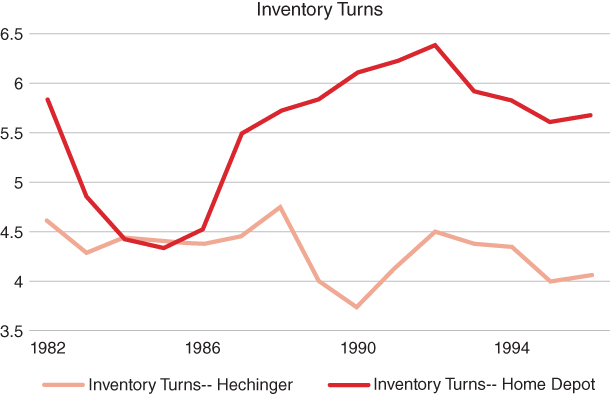 Inventory Turns
6.5
6
5.5
5
4.5
4
3.5
1982 1986 1990 1994
Inventory Turns-- Hechinger Inventory Turns-- Home Depot